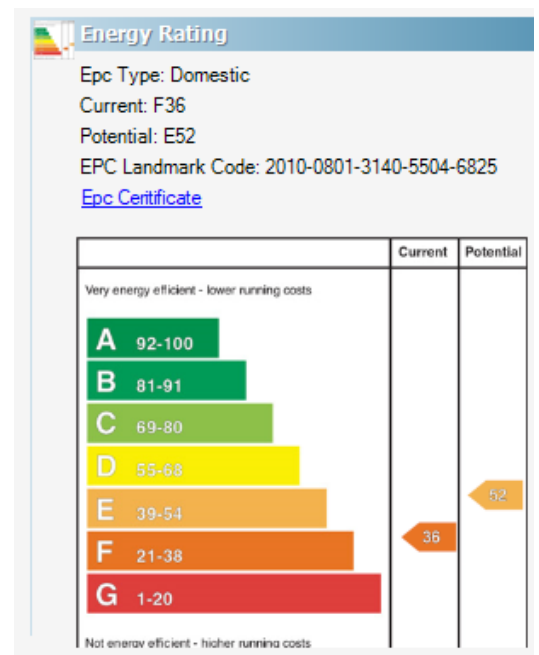 Energy Rating
Epc Type: Domestic
Current: F36
Potential: E52
EPC Landmark Code: 2010-0801-3140-5504-6825
Epc Ceritificate
Current Potential
Very energy efficient - lower running costs
A 92-100
B 81-91
C 69-80
D 55-68
E 39-54
52
F 21-38
36
G 1-20
Not energy efficient - higher running costs